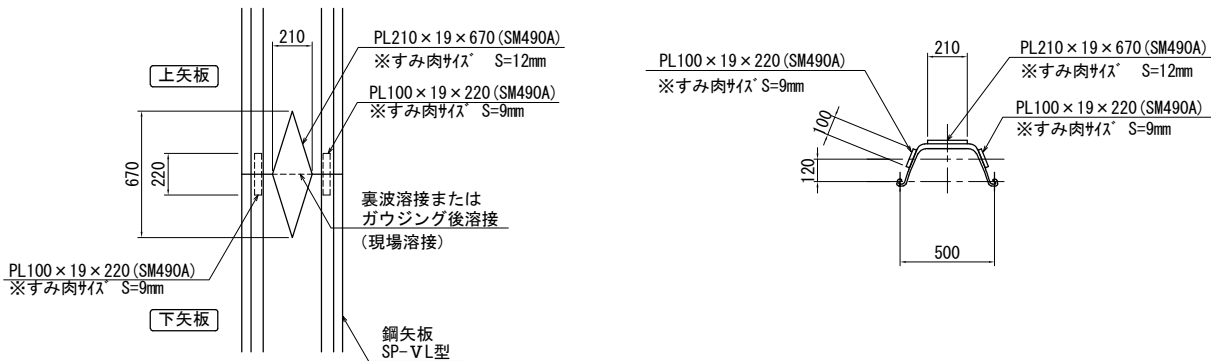 210
PL210×19×670(SM490A)
※すみ肉サイズ S=12mm
上矢板
PL100×19×220(SM490A)
※すみ肉サイズ S=9mm
670
220
裏波溶接または
ガウジング後溶接
(現場溶接)
PL100×19×220(SM490A)
※すみ肉サイズ S=9mm
下矢板
鋼矢板
SP-ⅤL型
210
PL210×19×670(SM490A)
※すみ肉サイズ S=12mm
PL100×19×220(SM490A)
※すみ肉サイズ S=9mm
PL100×19×220(SM490A)
※すみ肉サイズ S=9mm
100
120
500